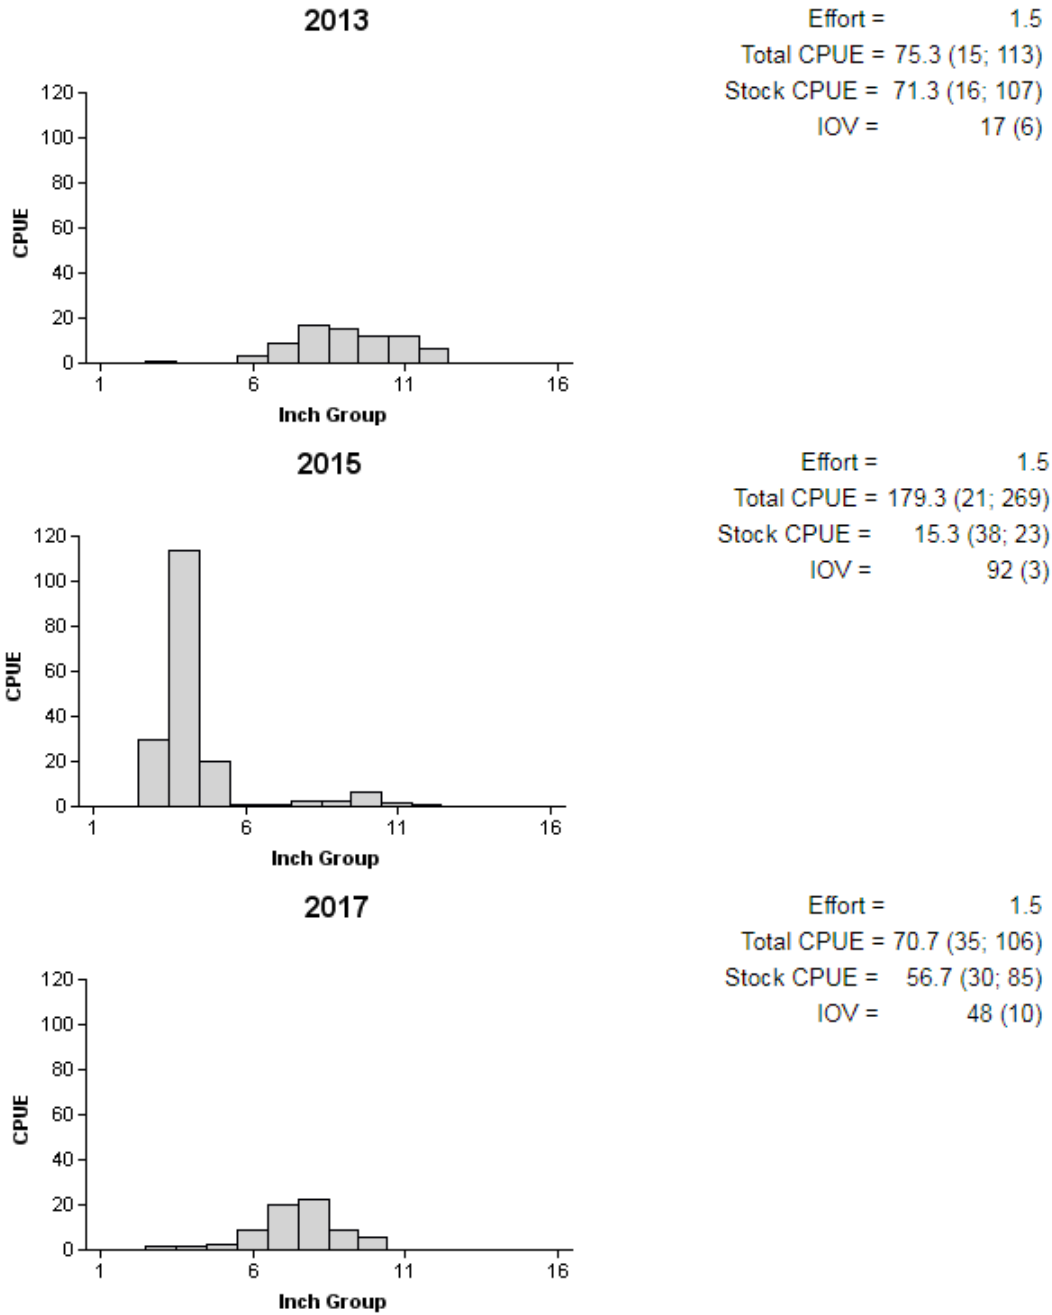 2013
Effort = 1.5
Total CPUE = 75.3 (15; 113)
Stock CPUE = 71.3 (16; 107)
IOV = 17 (6)
120
100
80
60
40
20
0
CPUE
1 6 11 16
Inch Group
2015
Effort = 1.5
Total CPUE = 179.3 (21; 269)
Stock CPUE = 15.3 (38; 23)
IOV = 92 (3)
120
100
80
60
40
20
0
CPUE
1 6 11 16
Inch Group
2017
Effort = 1.5
Total CPUE = 70.7 (35; 106)
Stock CPUE = 56.7 (30; 85)
IOV = 48 (10)
120
100
80
60
40
20
0
CPUE
1 6 11 16
Inch Group